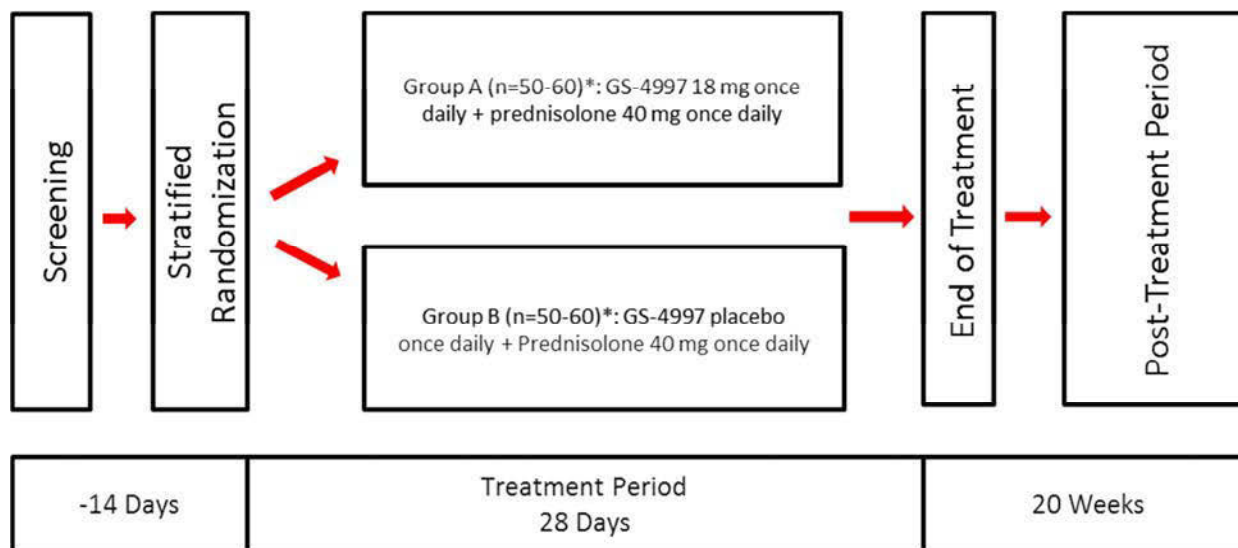 Screening
Stratified
Randomization
Group A (n=50-60)*: GS-4997 18 mg once
daily + prednisolone 40 mg once daily
Group B (n=50-60)*: GS-4997 placebo
once daily + Prednisolone 40 mg once daily
End of Treatment
Post-Treatment Period
-14 Days
Treatment Period
28 Days
20 Weeks